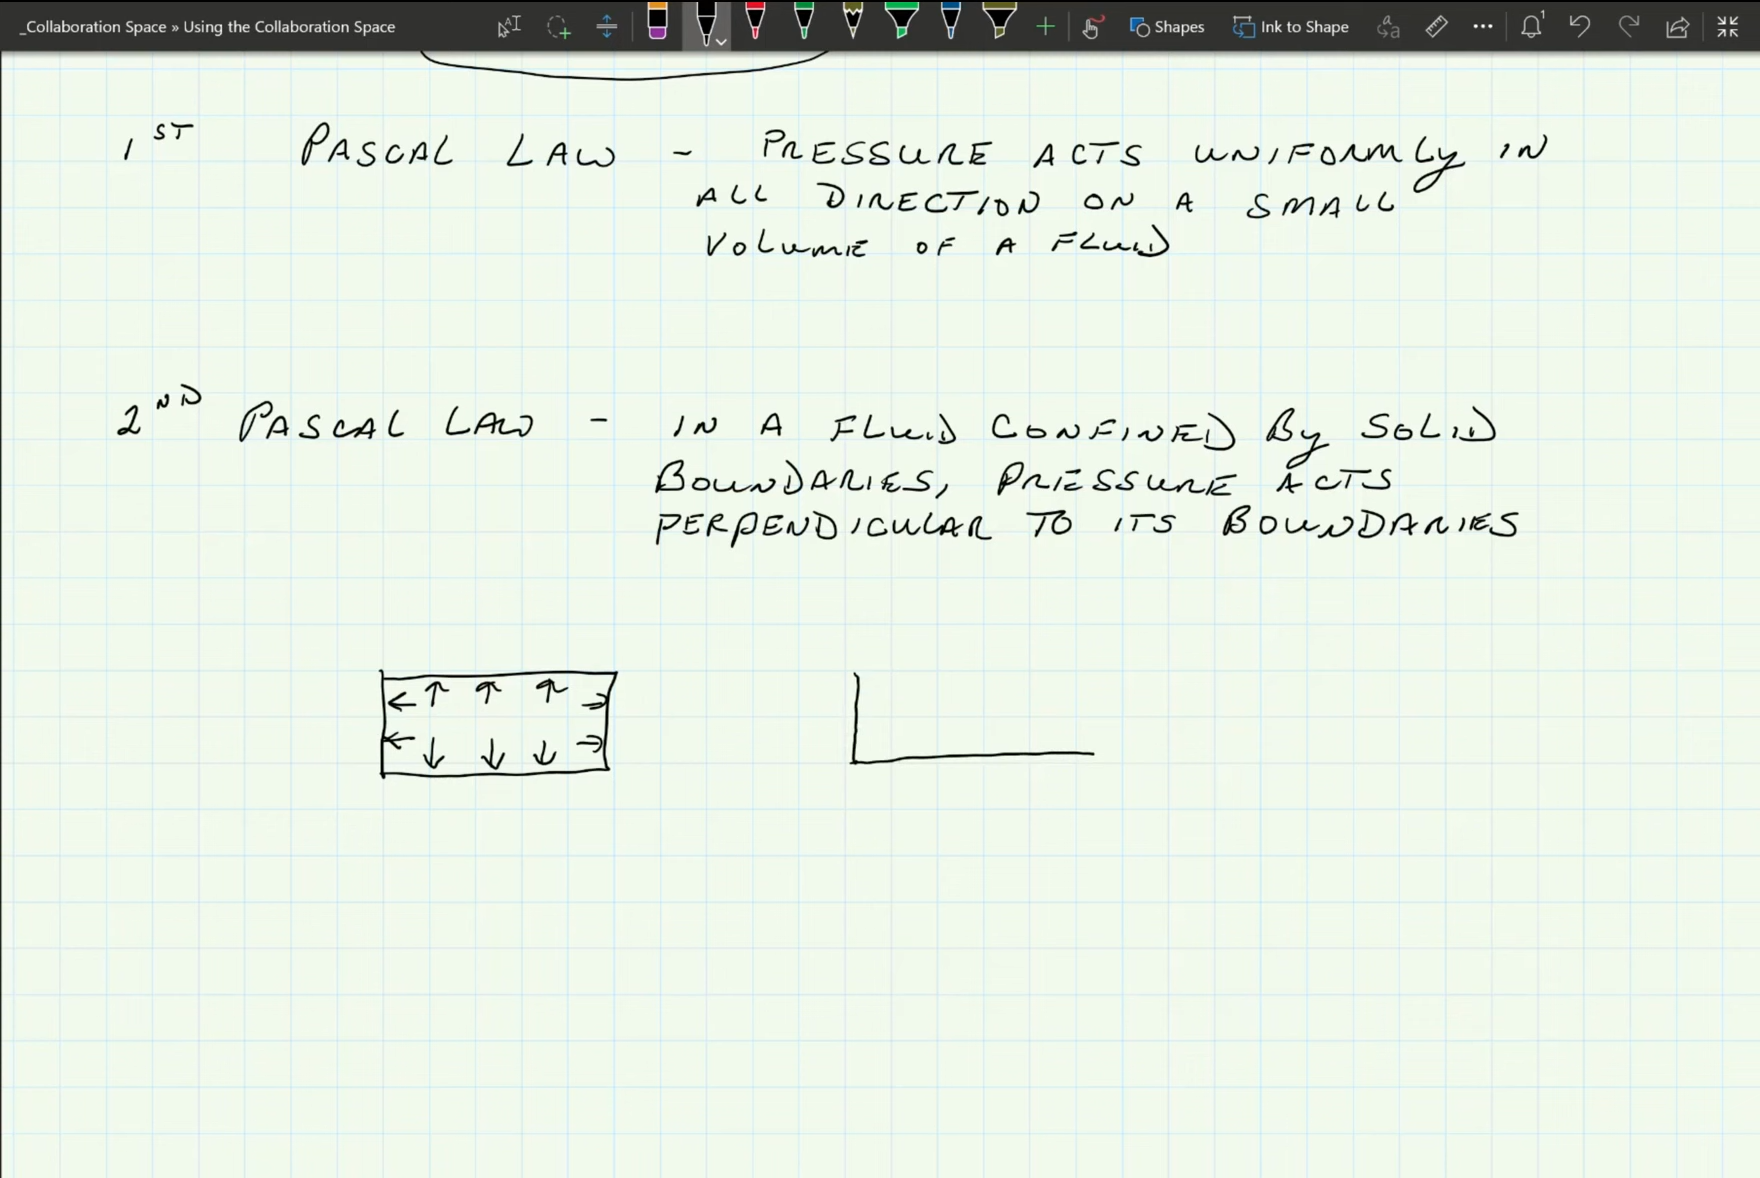 _Collaboration Space » Using the Collaboration Space
Shapes
Ink to Shape
1
1ST PASCAL LAW - PRESSURE ACTS UNIFORMLY IN
ALL DIRECTION ON A SMALL
VOLUME OF A FLUID
2ND PASCAL LAW - IN A FLUID CONFINED BY SOLID
BOUNDARIES, PRESSURE ACTS
PERPENDICULAR TO ITS BOUNDARIES